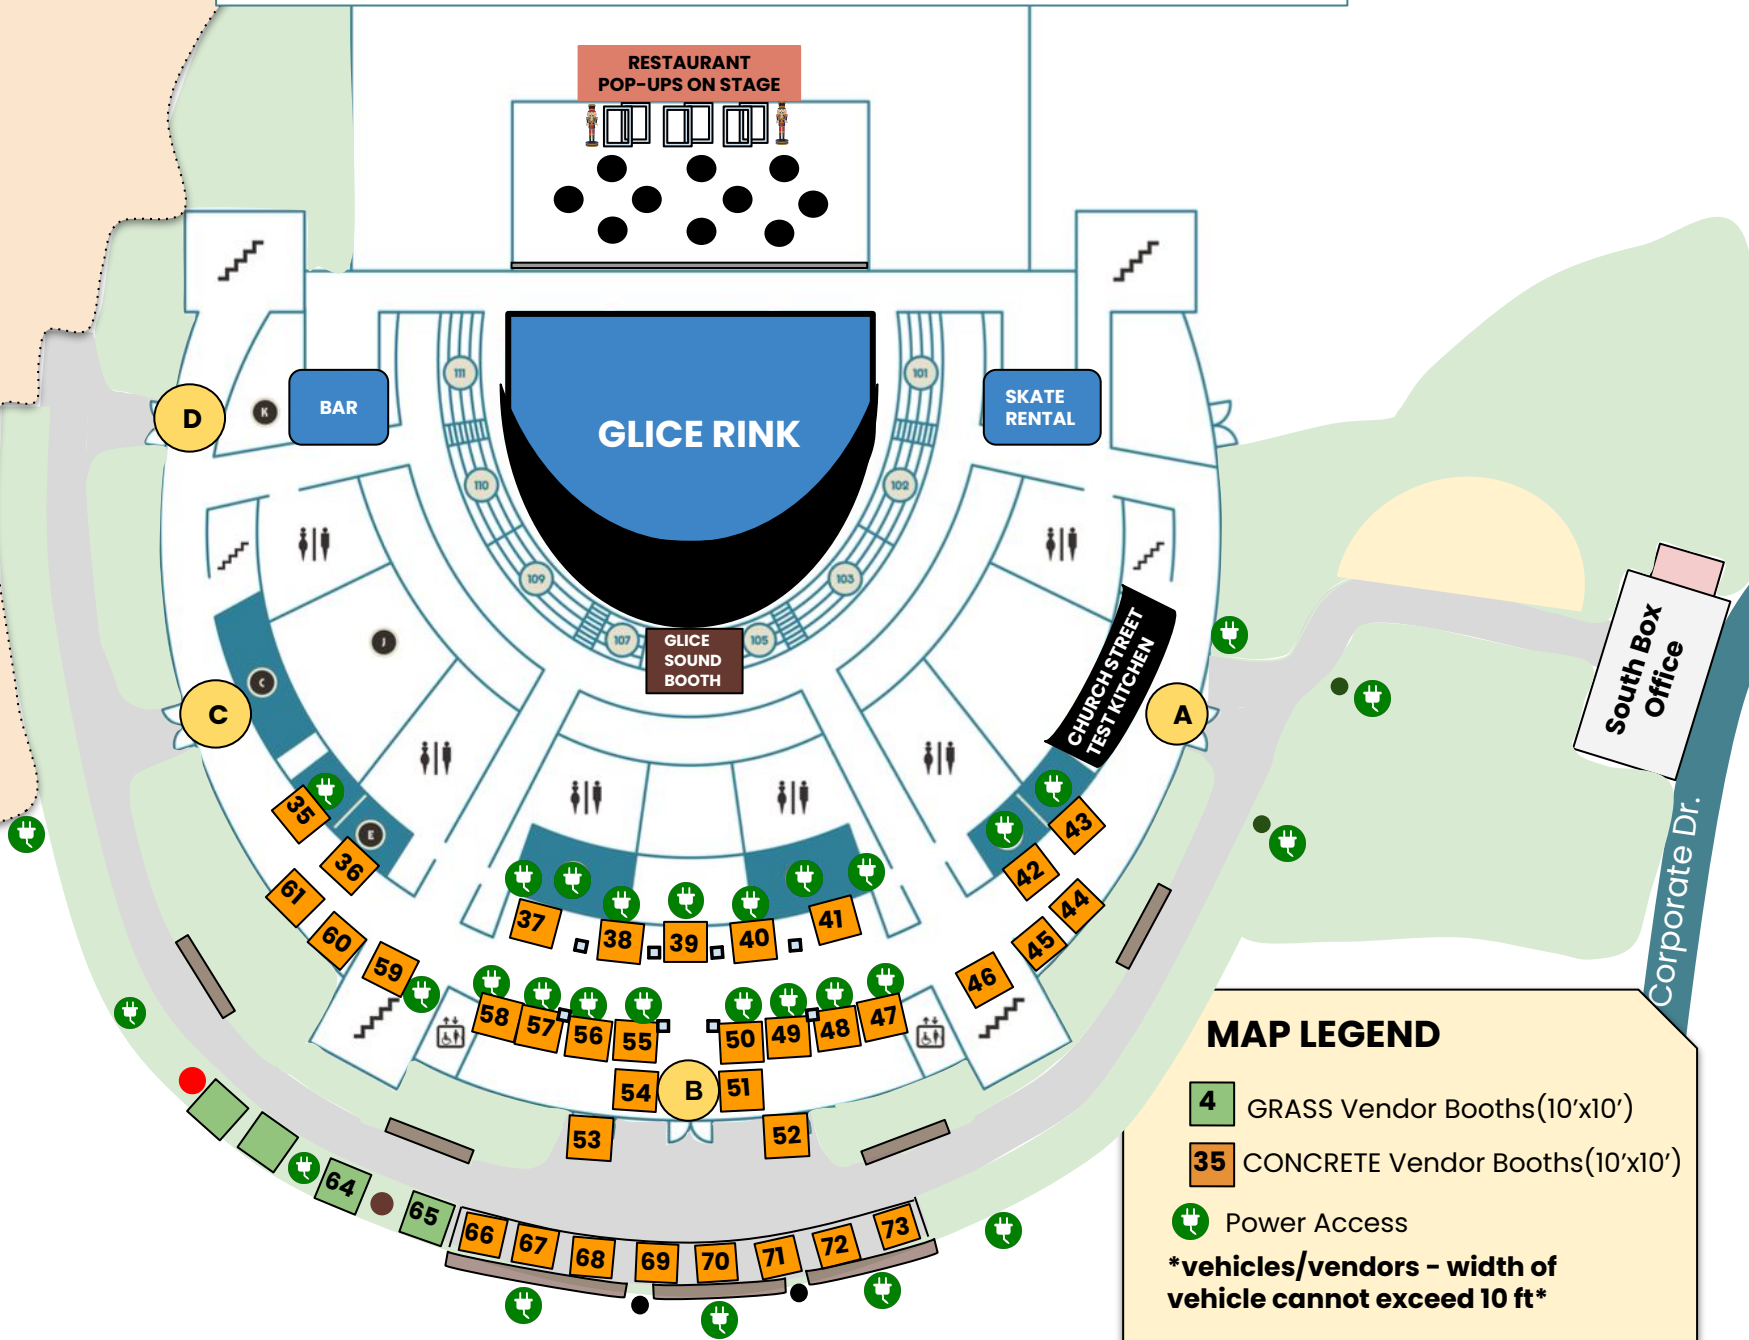 RESTAURANT
POP-UPS ON STAGE
111
101
D
K
BAR
SKATE
RENTAL
GLICE RINK
110
102
109
103
107
105
GLICE
SOUND
BOOTH
J
C
C
CHURCH STREET
TEST KITCHEN
A
South Box
Office
Corporate Dr.
35
E
36
43
42
61
60
59
44
45
46
37
38
39
40
41
58
57
56
55
50
49
48
47
54
B
51
53
52
64
65
66
67
68
69
70
71
72
73
MAP LEGEND
4 GRASS Vendor Booths(10'x10')
35 CONCRETE Vendor Booths(10'x10')
Power Access
*vehicles/vendors - width of
vehicle cannot exceed 10 ft*